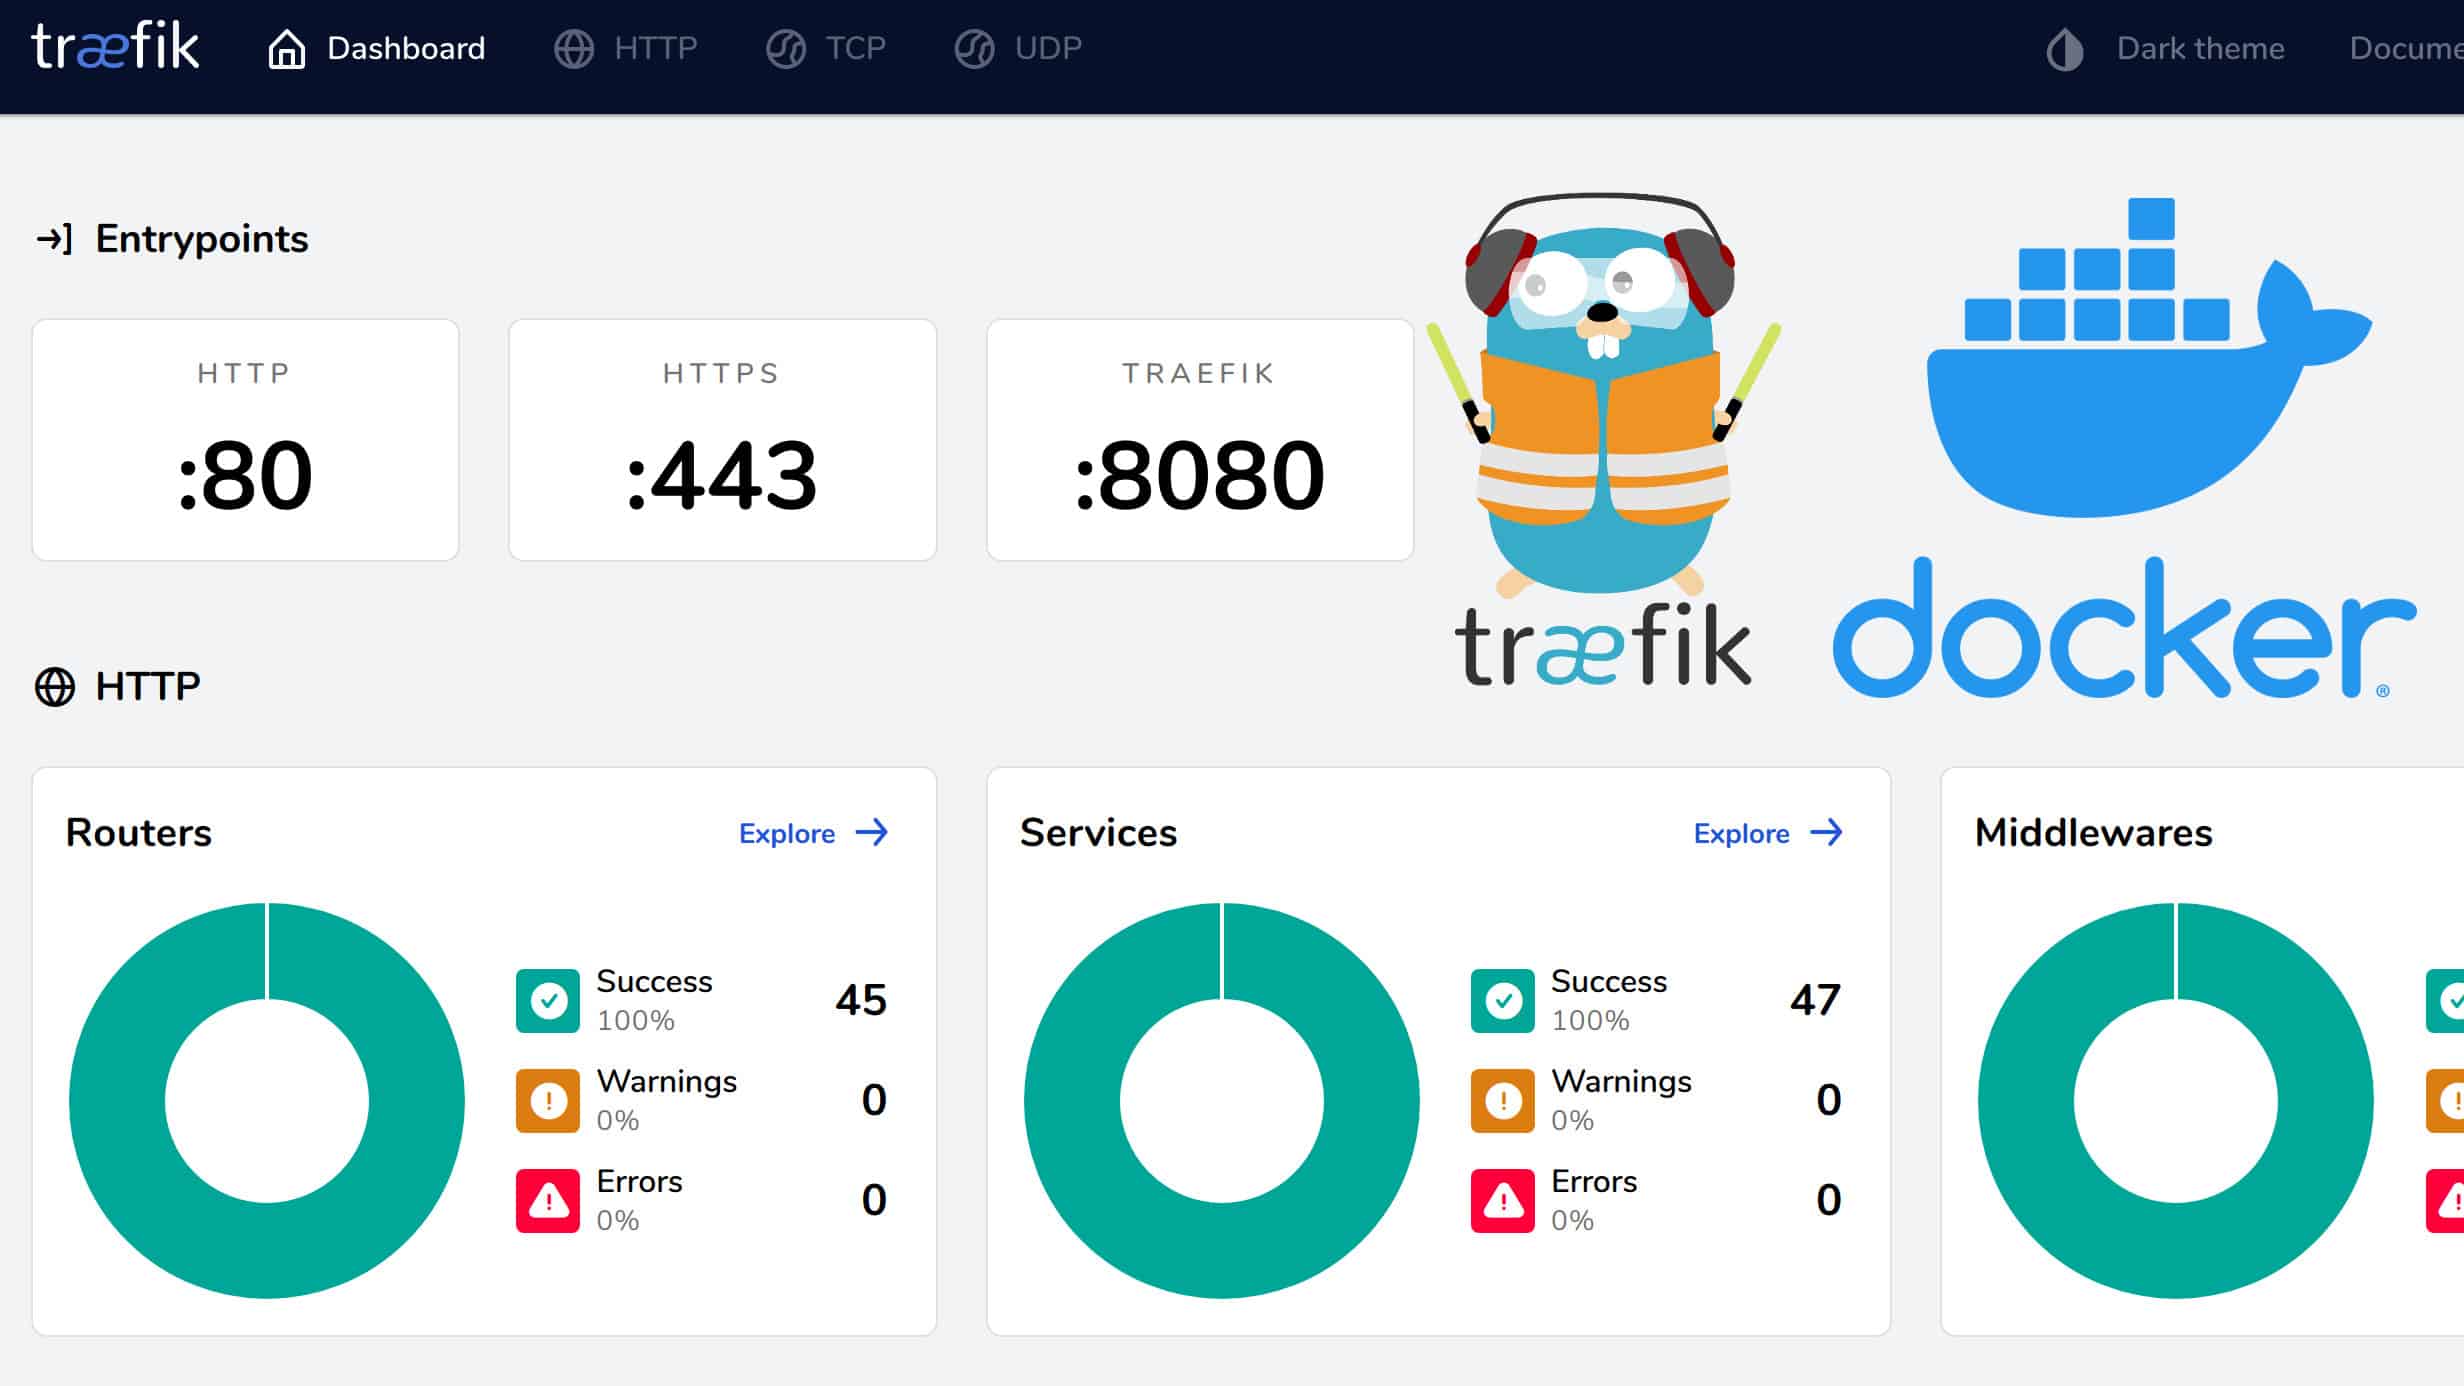 træfik Dashboard HTTP TCP UDP Dark theme
Entrypoints
HTTP
:80
HTTPS
:443
TRAEFIK
:8080
træfik
docker®
HTTP
Routers
Explore
Success 45
100%
Warnings 0
0%
Errors 0
0%
Services
Explore
Success 47
100%
Warnings 0
0%
Errors 0
0%
Middlewares